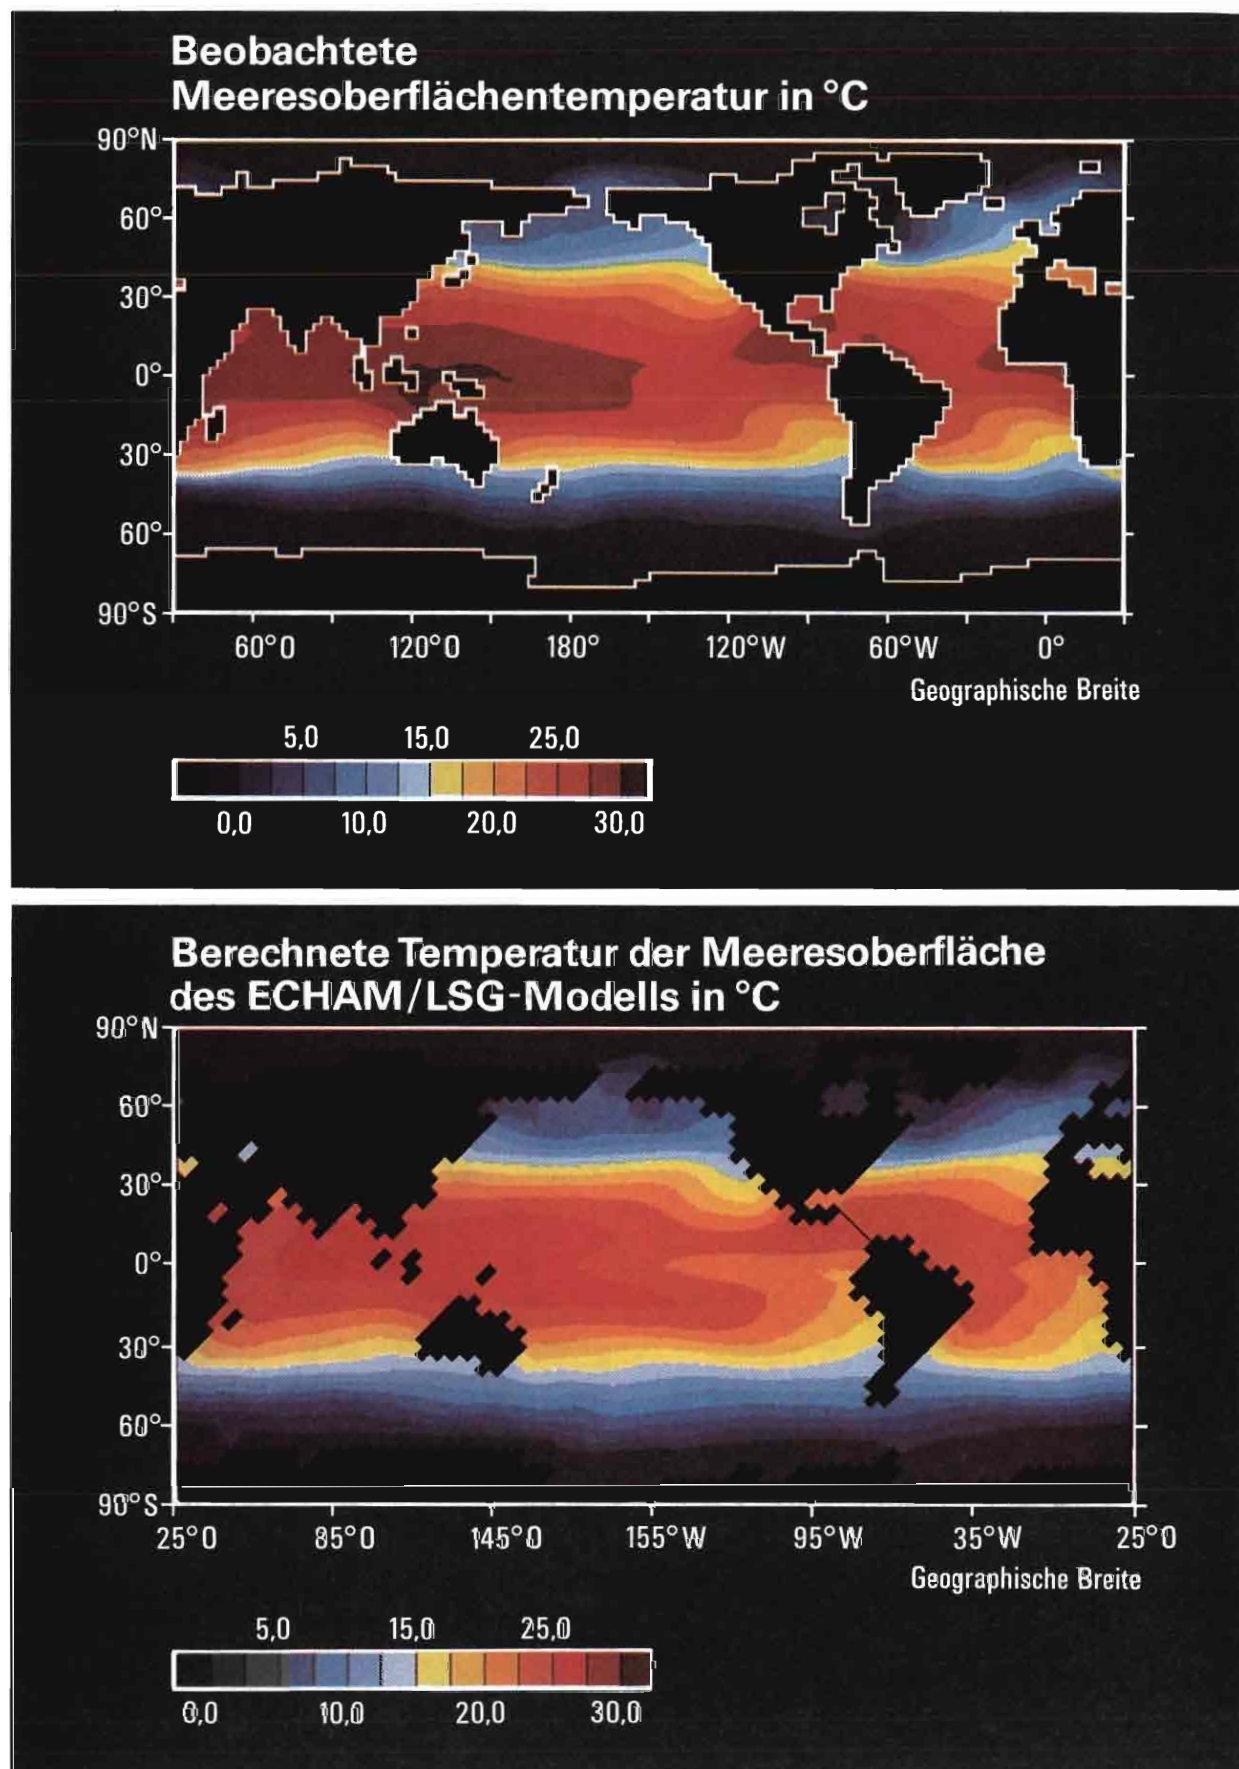 Beobachtete
Meeresoberflächentemperatur in °C
90°N
60°
30°
0°
30°
60°
90°S
60°O 120°O 180° 120°W 60°W 0°
Geographische Breite
5,0 15,0 25,0
0,0 10,0 20,0 30,0
Berechnete Temperatur der Meeresoberfläche
des ECHAM/LSG-Modells in °C
90°N
60°
30°
0°
30°
60°
90°S
25°O 85°O 145°O 155°W 95°W 35°W 25°O
Geographische Breite
5,0 15,0 25,0
0,0 10,0 20,0 30,0